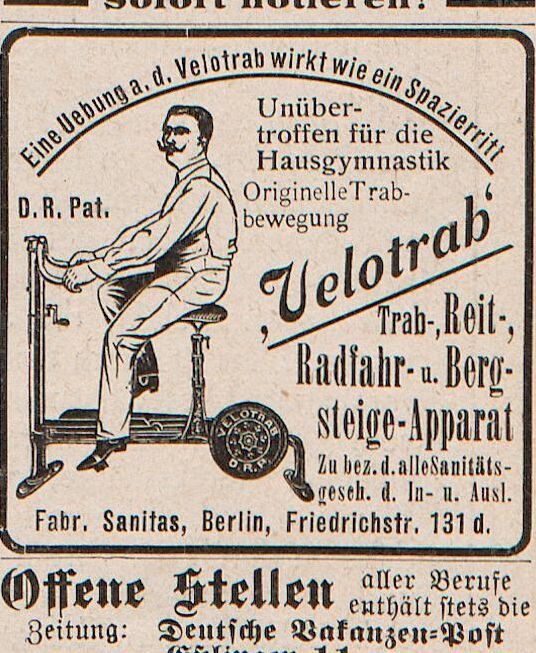 sofort notieren!
Eine Uebung a. d. Velotrab wirkt wie ein Spazierritt
Unüber-
troffen für die
Hausgymnastik
Originelle Trab-
bewegung
D. R. Pat.
‚Velotrab‘
Trab-, Reit-,
Radfahr- u. Berg-
steige-Apparat
VELOTRAB
D.R.P.
Zu bez. d. alle Sanitäts-
gesch. d. In- u. Ausl.
Fabr. Sanitas, Berlin, Friedrichstr. 131 d.
Offene Stellen aller Berufe
enthält stets die
Zeitung: Deutsche Vakanzen-Post